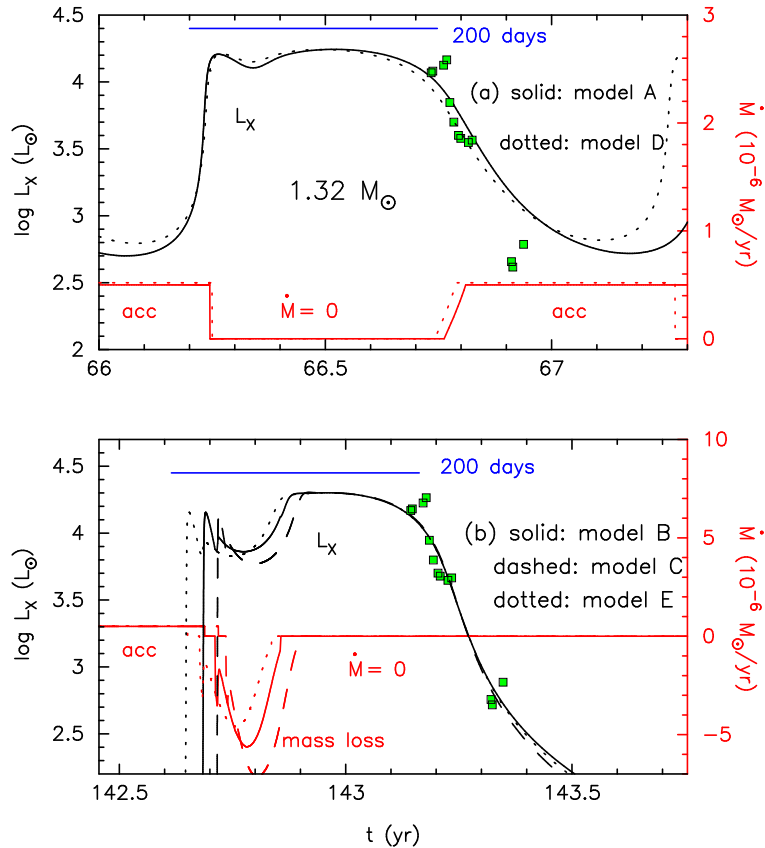 4.5
4
3.5
3
2.5
2
log L_X (L_⊙)
200 days
(a) solid: model A
dotted: model D
L_X
1.32 M_⊙
acc
Ṁ = 0
acc
3
2
1
0
Ṁ (10^-6 M_⊙/yr)
66
66.5
67
4.5
4
3.5
3
2.5
log L_X (L_⊙)
200 days
(b) solid: model B
dashed: model C
dotted: model E
L_X
acc
Ṁ = 0
mass loss
10
5
0
−5
Ṁ (10^-6 M_⊙/yr)
142.5
143
143.5
t (yr)